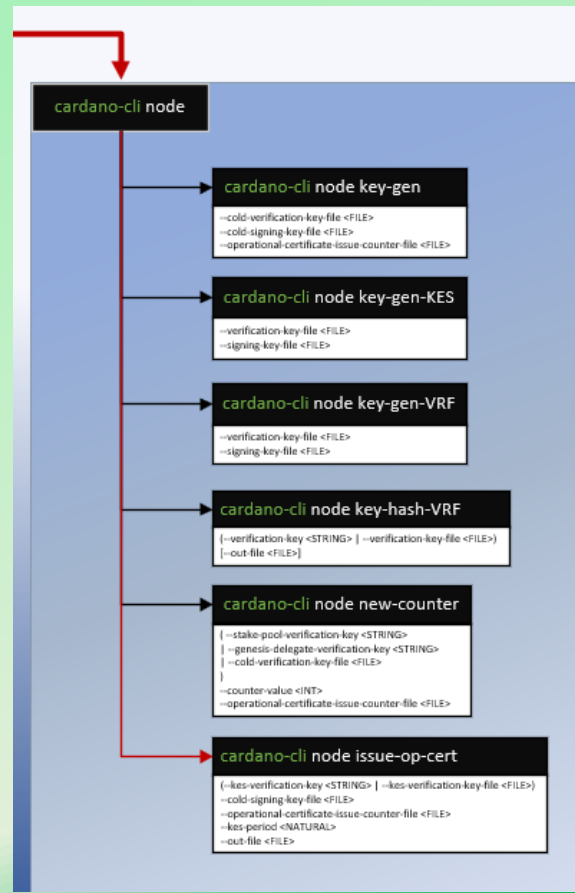 cardano-cli node
cardano-cli node key-gen
--cold-verification-key-file <FILE>
--cold-signing-key-file <FILE>
--operational-certificate-issue-counter-file <FILE>
cardano-cli node key-gen-KES
--verification-key-file <FILE>
--signing-key-file <FILE>
cardano-cli node key-gen-VRF
--verification-key-file <FILE>
--signing-key-file <FILE>
cardano-cli node key-hash-VRF
(--verification-key <STRING> | --verification-key-file <FILE>)
[--out-file <FILE>]
cardano-cli node new-counter
( --stake-pool-verification-key <STRING>
| --genesis-delegate-verification-key <STRING>
| --cold-verification-key-file <FILE>
)
--counter-value <INT>
--operational-certificate-issue-counter-file <FILE>
cardano-cli node issue-op-cert
(--kes-verification-key <STRING> | --kes-verification-key-file <FILE>)
--cold-signing-key-file <FILE>
--operational-certificate-issue-counter-file <FILE>
--kes-period <NATURAL>
--out-file <FILE>